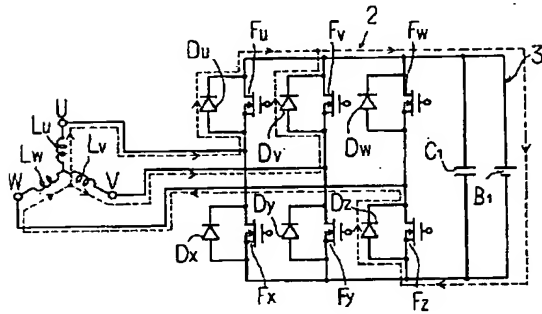 Fu Fv 2 Fw 3
Du
U
Lu
Lw Lv
Dv
Dw
C1
B1
W V
Dy Dz
Dx
Fx Fy Fz